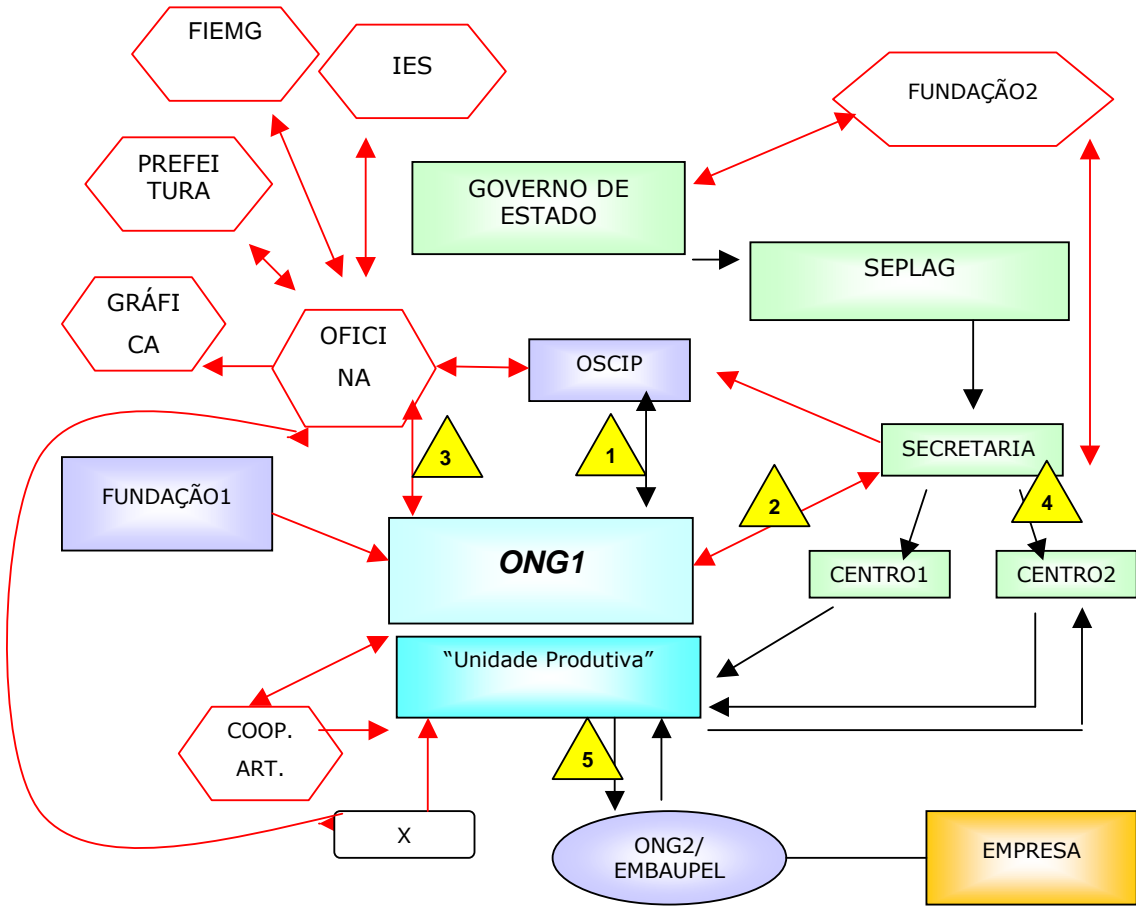 FIEMG
IES
FUNDAÇÃO2
PREFEI
TURA
GOVERNO DE
ESTADO
SEPLAG
GRÁFI
CA
OFICI
NA
OSCIP
SECRETARIA
3
1
2
4
FUNDAÇÃO1
ONG1
CENTRO1
CENTRO2
“Unidade Produtiva”
COOP.
ART.
5
X
ONG2/
EMBAUPEL
EMPRESA